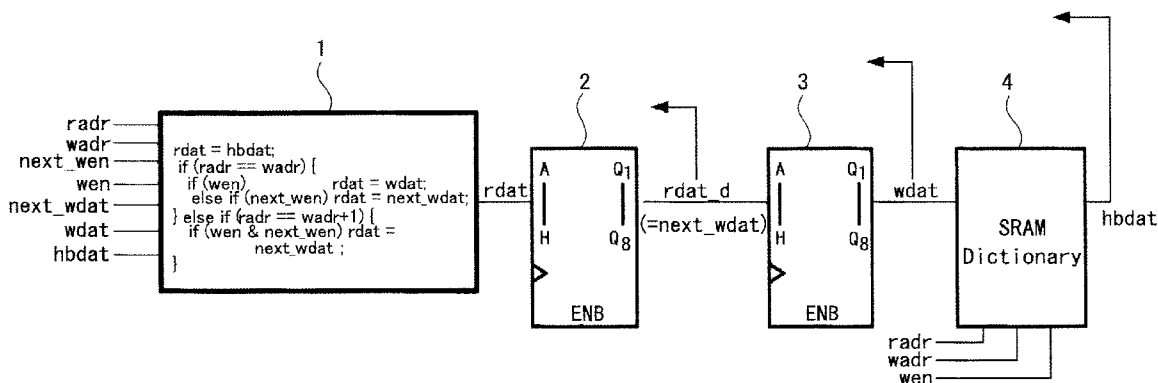 1
radr
wadr
next_wen
wen
next_wdat
wdat
hbdat
rdat = hbdat;
if (radr == wadr) {
if (wen) rdat = wdat;
else if (next_wen) rdat = next_wdat;
} else if (radr == wadr+1) {
if (wen & next_wen) rdat =
next_wdat ;
}
rdat
2
A Q1
H Q8
ENB
rdat_d
(=next_wdat)
3
A Q1
H Q8
ENB
wdat
4
SRAM
Dictionary
hbdat
radr
wadr
wen